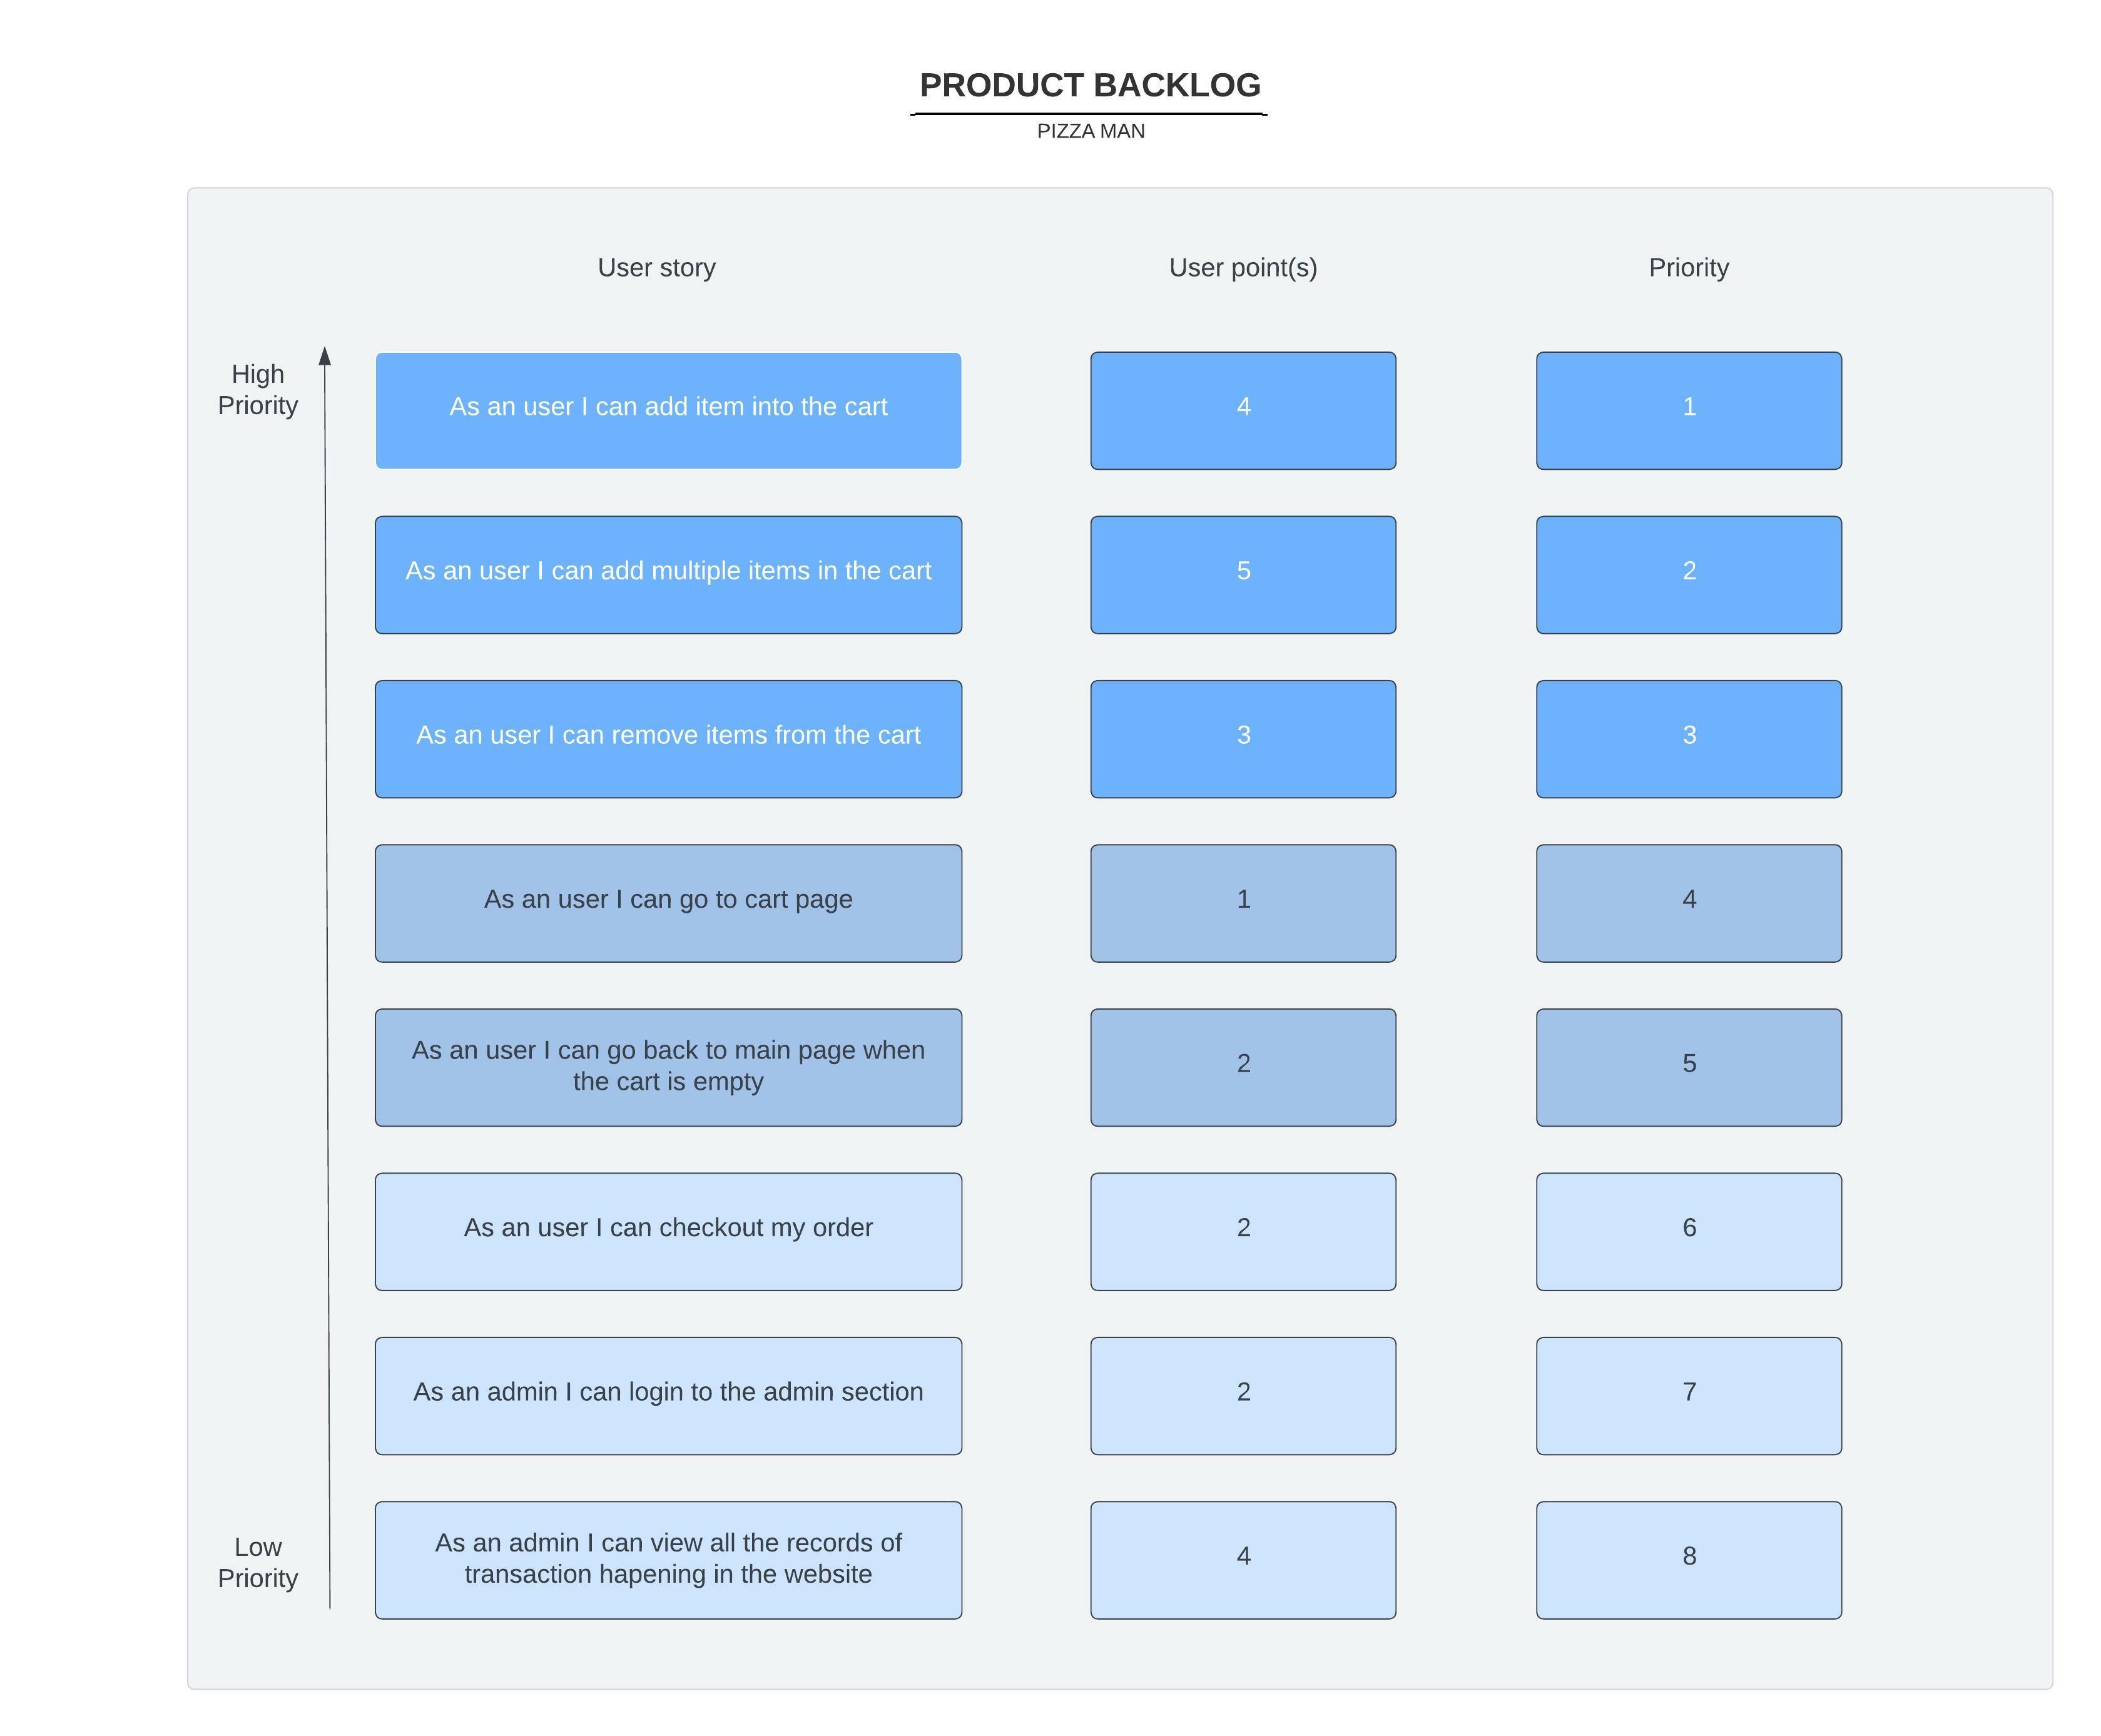 PRODUCT BACKLOG
PIZZA MAN
User story
User point(s)
Priority
High
Priority
As an user I can add item into the cart
4
1
As an user I can add multiple items in the cart
5
2
As an user I can remove items from the cart
3
3
As an user I can go to cart page
1
4
As an user I can go back to main page when
the cart is empty
2
5
As an user I can checkout my order
2
6
As an admin I can login to the admin section
2
7
Low
Priority
As an admin I can view all the records of
transaction hapening in the website
4
8